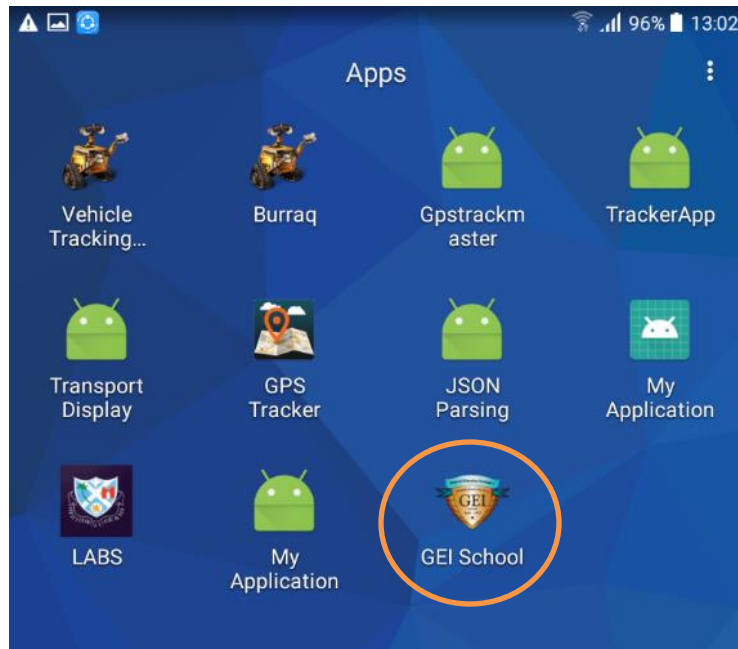 96% 13:02
Apps
Vehicle
Tracking...
Burraq
Gpstrackm
aster
TrackerApp
Transport
Display
GPS
Tracker
JSON
Parsing
My
Application
LABS
My
Application
GEI
GEI School